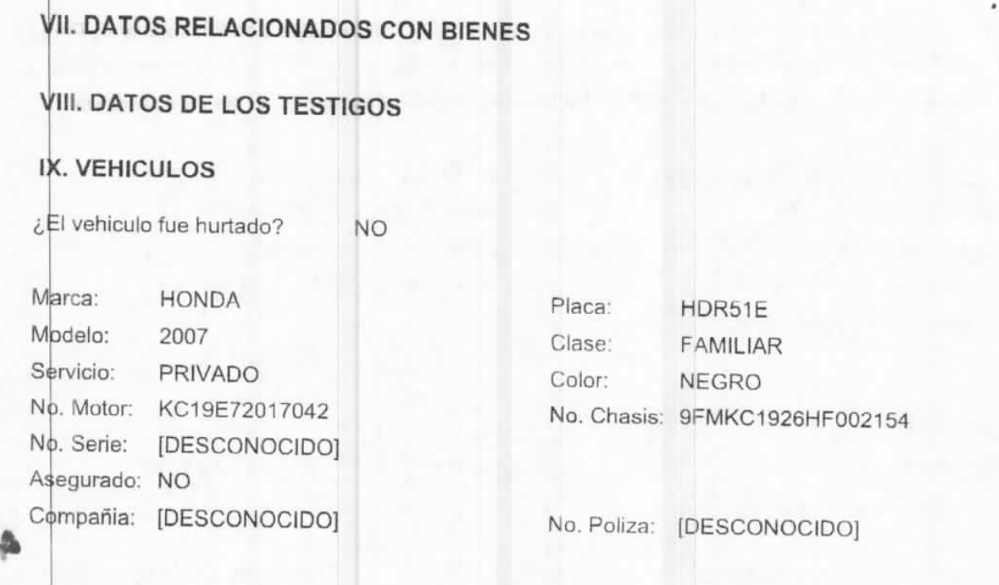 VII. DATOS RELACIONADOS CON BIENES
VIII. DATOS DE LOS TESTIGOS
IX. VEHICULOS
¿El vehiculo fue hurtado? NO
Marca: HONDA Placa: HDR51E
Modelo: 2007 Clase: FAMILIAR
Servicio: PRIVADO Color: NEGRO
No. Motor: KC19E72017042 No. Chasis: 9FMKC1926HF002154
No. Serie: [DESCONOCIDO]
Asegurado: NO
Compañia: [DESCONOCIDO] No. Poliza: [DESCONOCIDO]